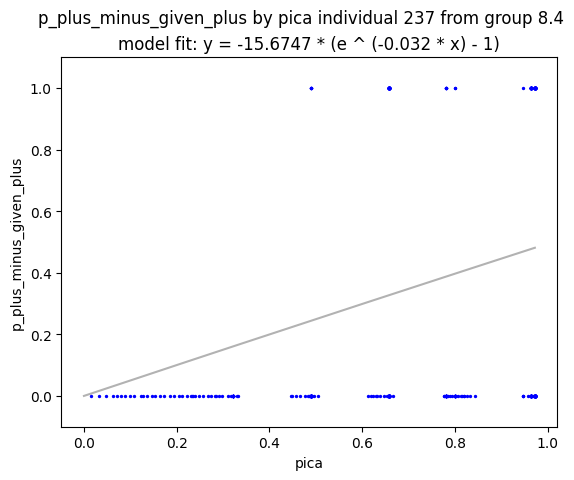 p_plus_minus_given_plus by pica individual 237 from group 8.4
model fit: y = -15.6747 * (e ^ (-0.032 * x) - 1)
1.0
0.8
0.6
0.4
0.2
0.0
p_plus_minus_given_plus
0.0 0.2 0.4 0.6 0.8 1.0
pica